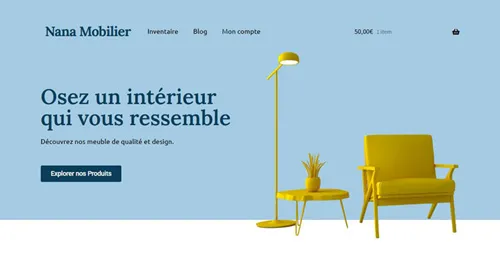 Nana Mobilier Inventaire Blog Mon compte 50,00€ 1 item
Osez un intérieur
qui vous ressemble
Découvrez nos meuble de qualité et design.
Explorer nos Produits